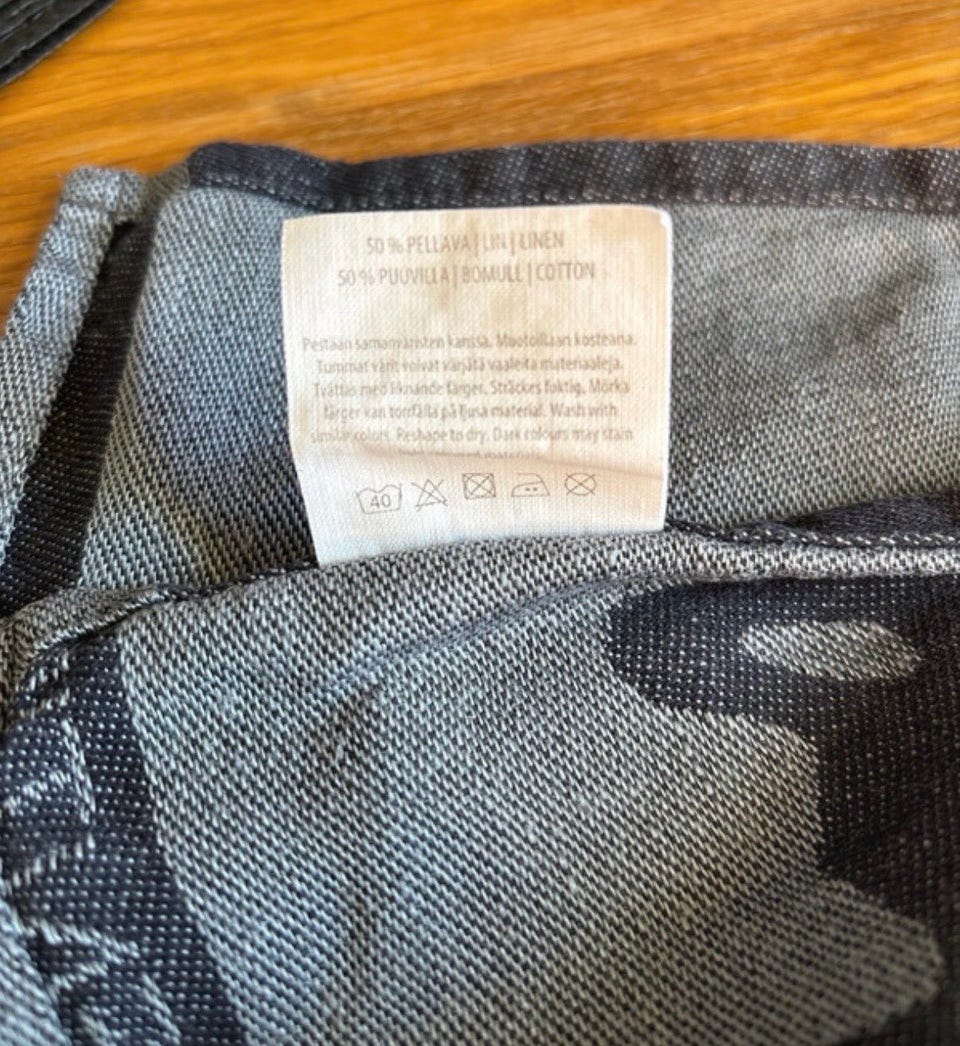 50 % PELLAVA | LIN | LINEN
50 % PUUVILLA | BOMULL | COTTON
Pestään samanväristen kanssa. Muotoillaan kosteana.
Tummat värit voivat värjätä vaaleita materiaaleja.
Tvättas med liknande färger. Sträckes fuktig. Mörka
färger kan torrfälla på ljusa material. Wash with
similar colors. Reshape to dry. Dark colours may stain
40